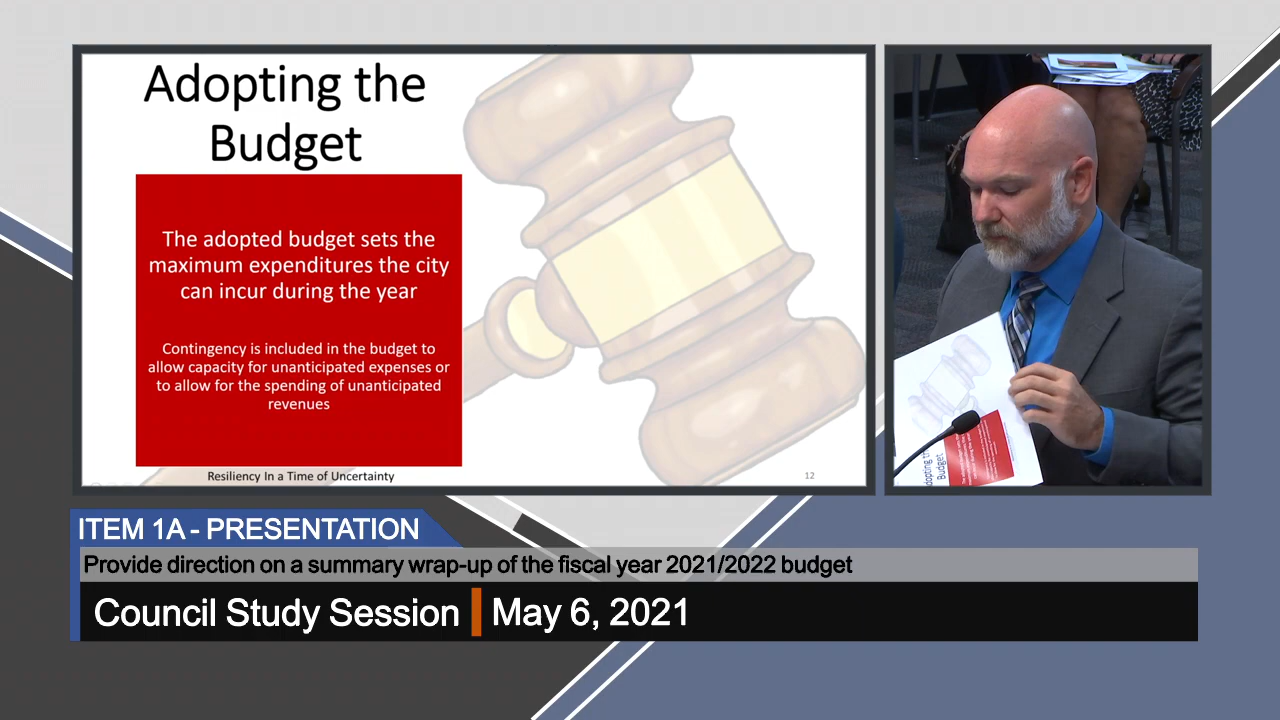 Adopting the
Budget
The adopted budget sets the
maximum expenditures the city
can incur during the year
Contingency is included in the budget to
allow capacity for unanticipated expenses or
to allow for the spending of unanticipated
revenues
Resiliency In a Time of Uncertainty
12
dopting th
Budget
ITEM 1A - PRESENTATION
Provide direction on a summary wrap-up of the fiscal year 2021/2022 budget
Council Study Session
May 6, 2021